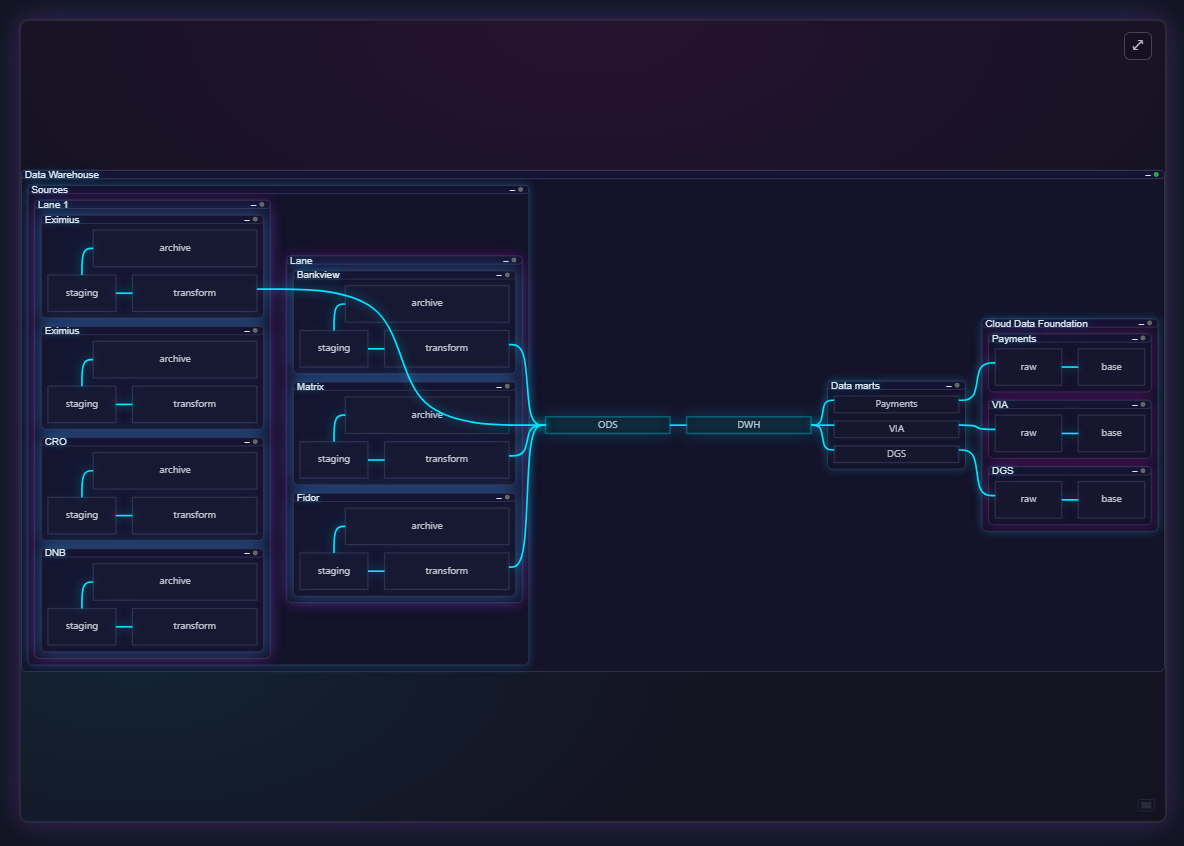 Data Warehouse
Sources
Lane 1
Eximius
archive
staging
transform
Eximius
archive
staging
transform
CRO
archive
staging
transform
DNB
archive
staging
transform
Lane
Bankview
archive
staging
transform
Matrix
archive
staging
transform
Fidor
archive
staging
transform
ODS
DWH
Data marts
Payments
VIA
DGS
Cloud Data Foundation
Payments
raw
base
VIA
raw
base
DGS
raw
base